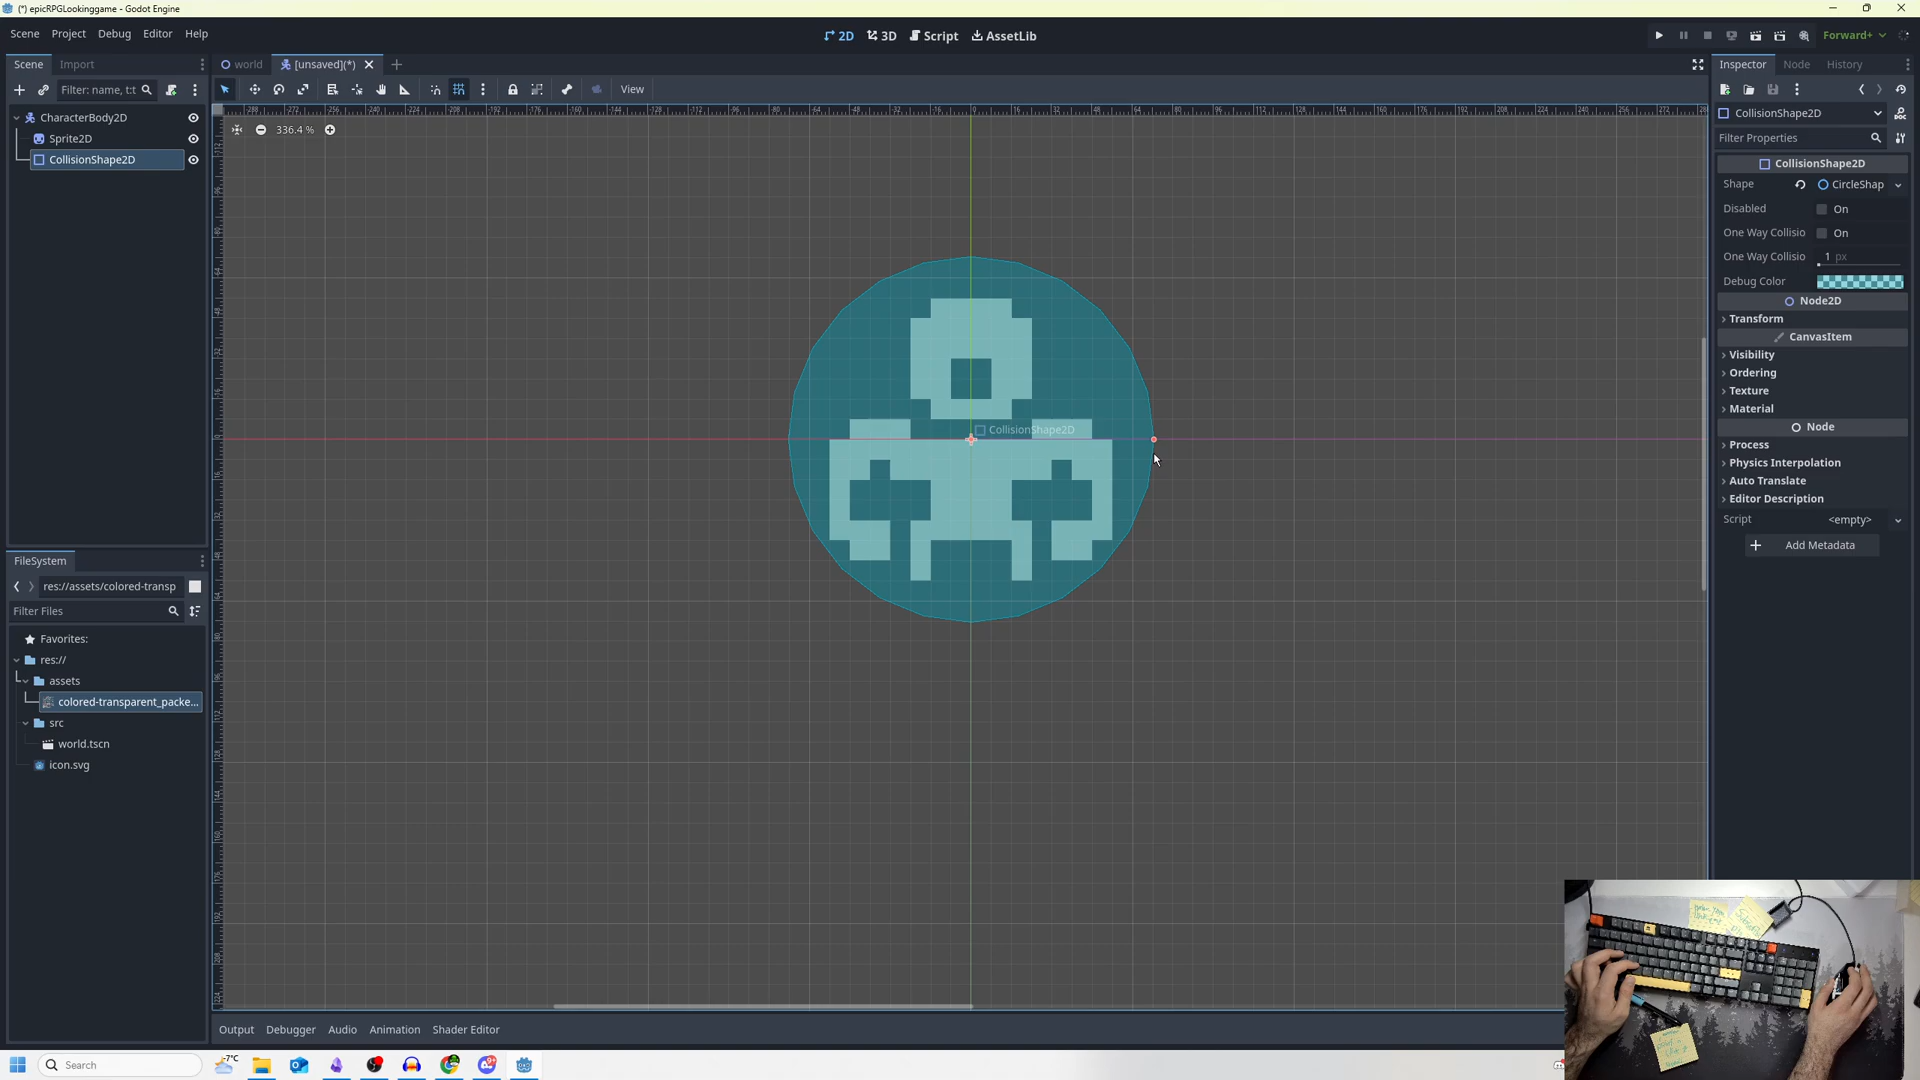 (*) epicRPGLookinggame - Godot Engine
Scene Project Debug Editor Help
2D 3D Script AssetLib
Forward+
Scene Import
world [unsaved](*)
Inspector Node History
Filter: name, t:t
View
CharacterBody2D
Sprite2D
CollisionShape2D
336.4 %
CollisionShape2D
FileSystem
res://assets/colored-transp
Filter Files
Favorites:
res://
assets
colored-transparent_packe...
src
world.tscn
icon.svg
CollisionShape2D
Filter Properties
CollisionShape2D
Shape CircleShap
Disabled On
One Way Collisio On
One Way Collisio 1 px
Debug Color
Node2D
Transform
CanvasItem
Visibility
Ordering
Texture
Material
Node
Process
Physics Interpolation
Auto Translate
Editor Description
Script <empty>
Add Metadata
Output Debugger Audio Animation Shader Editor
Search
-7°C